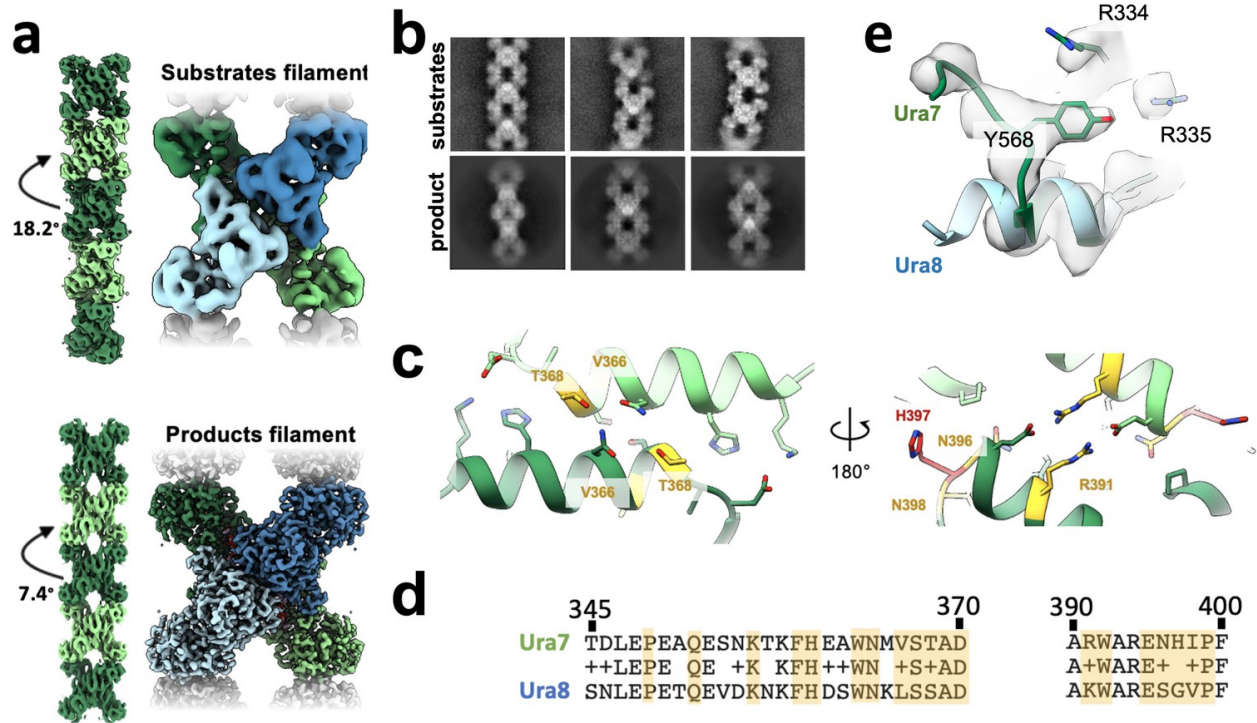 a
Substrates filament
18.2°
Products filament
7.4°
b
substrates
product
c
T368
V366
V366
T368
180°
H397
N396
N398
R391
d
345 370 390 400
Ura7 TDLEPEAQESNKTKFHEAWNMVSTAD ARWARENHIPF
++LEPE QE +K KFH++WN +S+AD A+WARE+ +PF
Ura8 SNLEPETQEVDKNKFHDSWNKLSSAD AKWARESGVPF
e
R334
Ura7
Y568
R335
Ura8